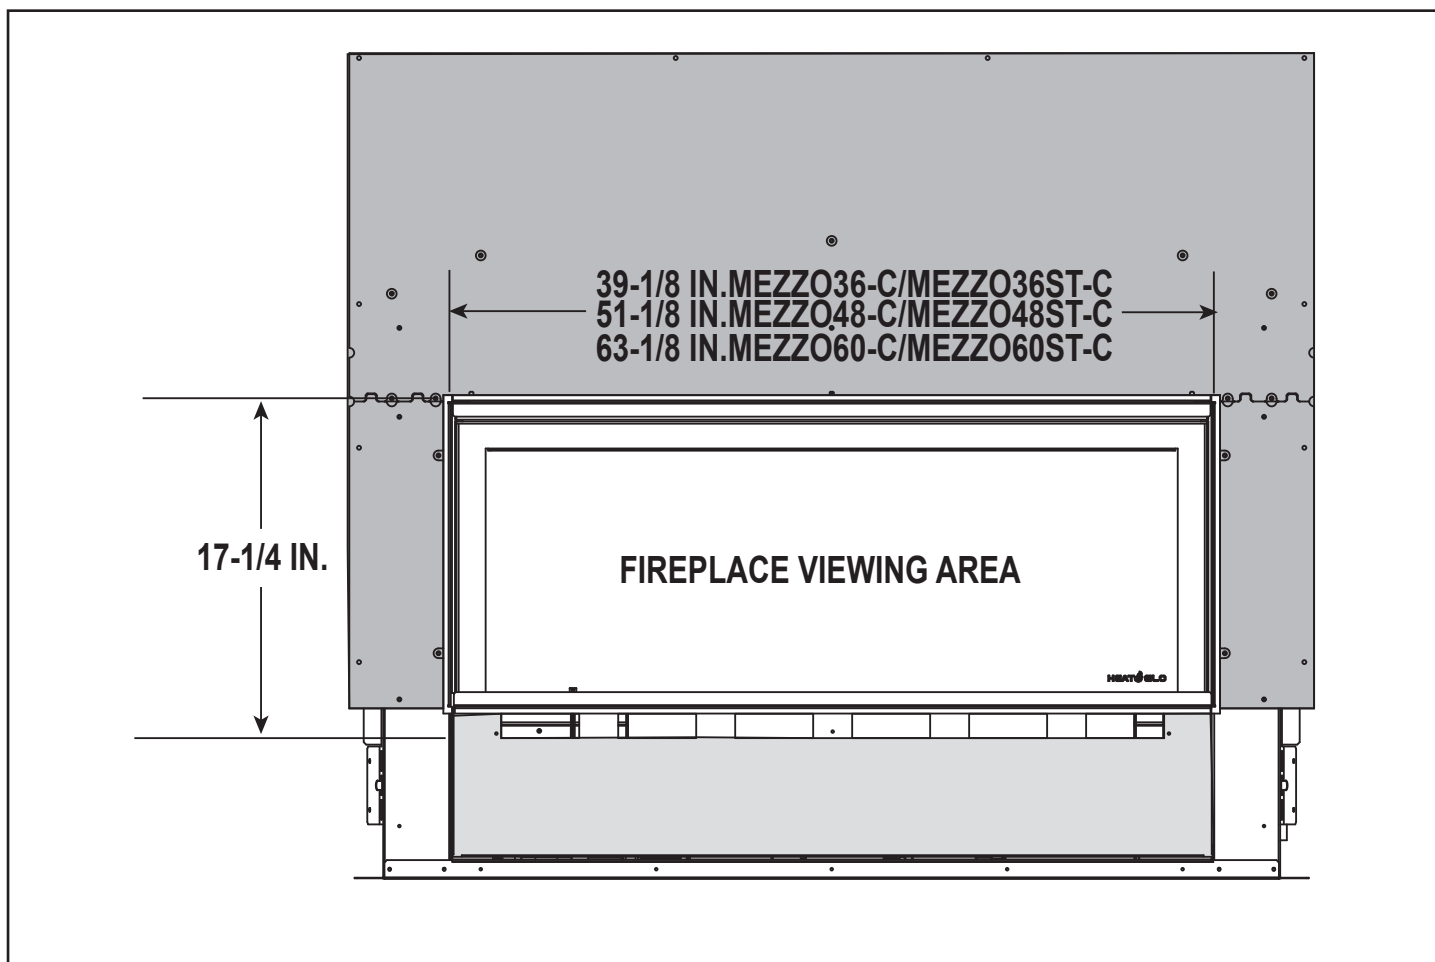 39-1/8 IN.MEZZO36-C/MEZZO36ST-C
51-1/8 IN.MEZZO48-C/MEZZO48ST-C
63-1/8 IN.MEZZO60-C/MEZZO60ST-C
17-1/4 IN.
FIREPLACE VIEWING AREA
HEAT GLO